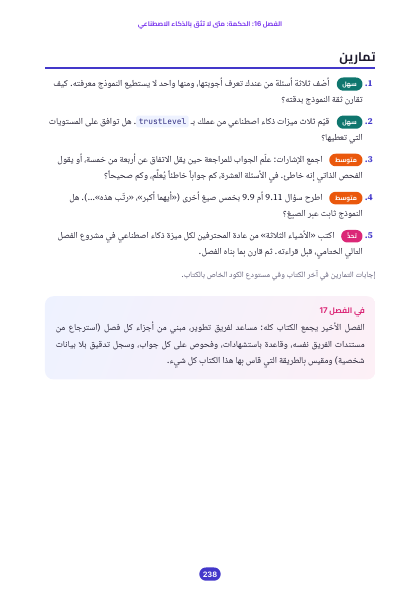 الفصل 16: الحكمة: متى لا تثق بالذكاء الاصطناعي
تمارين
1. سهل أضف ثلاثة أسئلة من عندك تعرف أجوبتها، ومنها واحد لا يستطيع النموذج معرفته. كيف
تقارن ثقة النموذج بدقته؟
2. سهل قيّم ثلاث ميزات ذكاء اصطناعي من عملك بـ trustLevel. هل توافق على المستويات
التي تعطيها؟
3. متوسط اجمع الإشارات: علّم الجواب للمراجعة حين يقل الاتفاق عن أربعة من خمسة، أو يقول
الفحص الذاتي إنه خاطئ. في الأسئلة العشرة، كم جواباً خاطئاً يُعلَّم، وكم صحيحاً؟
4. متوسط اطرح سؤال 9.11 أم 9.9 بخمس صيغ أخرى («أيهما أكبر»، «رتّب هذه»...). هل
النموذج ثابت عبر الصيغ؟
5. تحدٍّ اكتب «الأشياء الثلاثة» من عادة المحترفين لكل ميزة ذكاء اصطناعي في مشروع الفصل
التالي الختامي، قبل قراءته. ثم قارن بما بناه الفصل.
إجابات التمارين في آخر الكتاب وفي مستودع الكود الخاص بالكتاب.
في الفصل 17
الفصل الأخير يجمع الكتاب كله: مساعد لفريق تطوير، مبني من أجزاء كل فصل (استرجاع من
مستندات الفريق نفسه، وقاعدة باستشهادات، وفحوص على كل جواب، وسجل تدقيق بلا بيانات
شخصية) ومقيس بالطريقة التي قاس بها هذا الكتاب كل شيء.
238